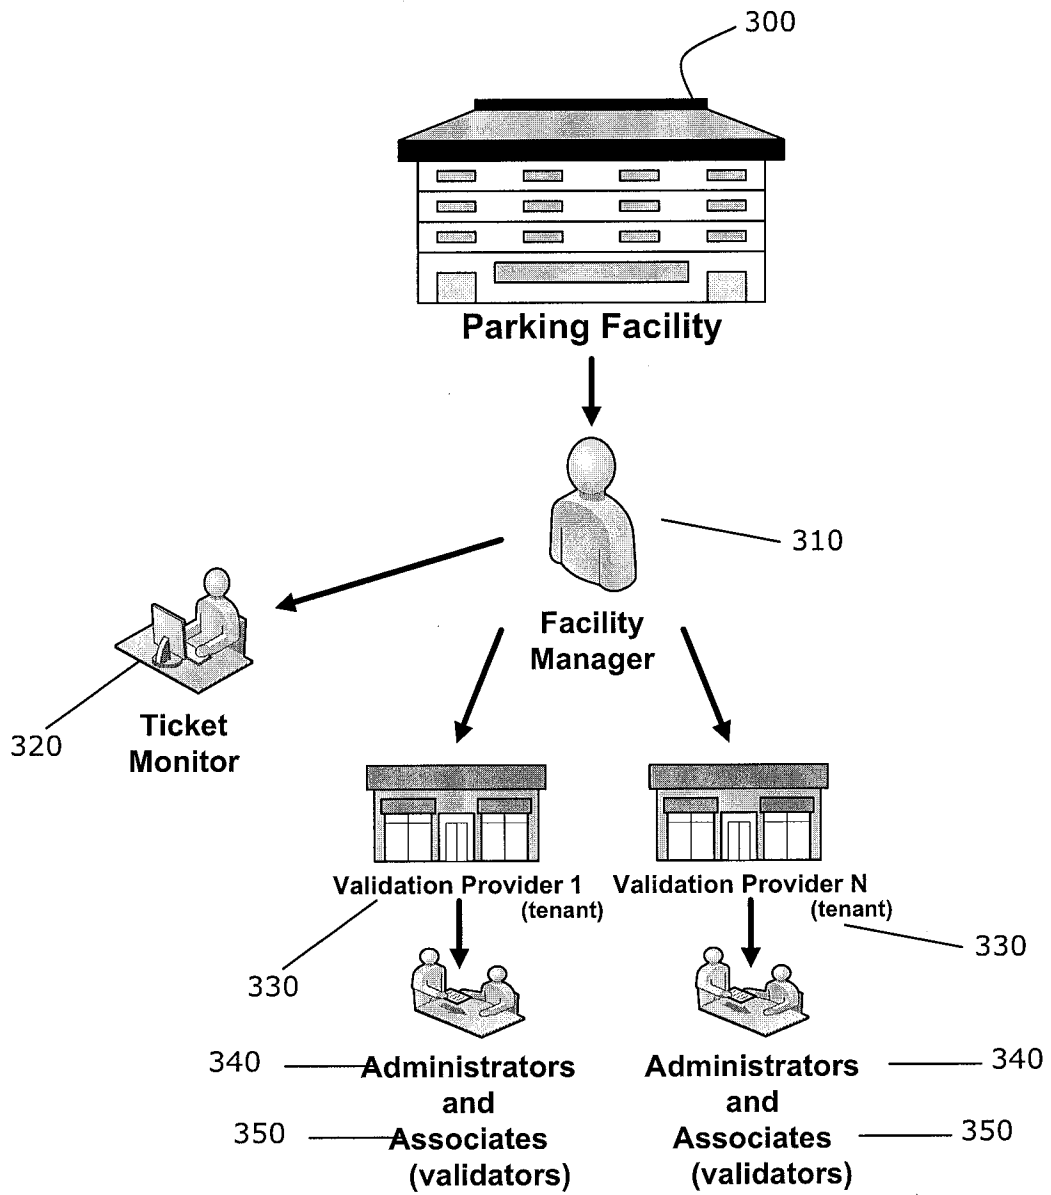 300
Parking Facility
310
Facility
Manager
320
Ticket
Monitor
Validation Provider 1
(tenant)
Validation Provider N
(tenant)
330
330
340
Administrators
and
350
Associates
(validators)
Administrators
340
and
Associates
350
(validators)